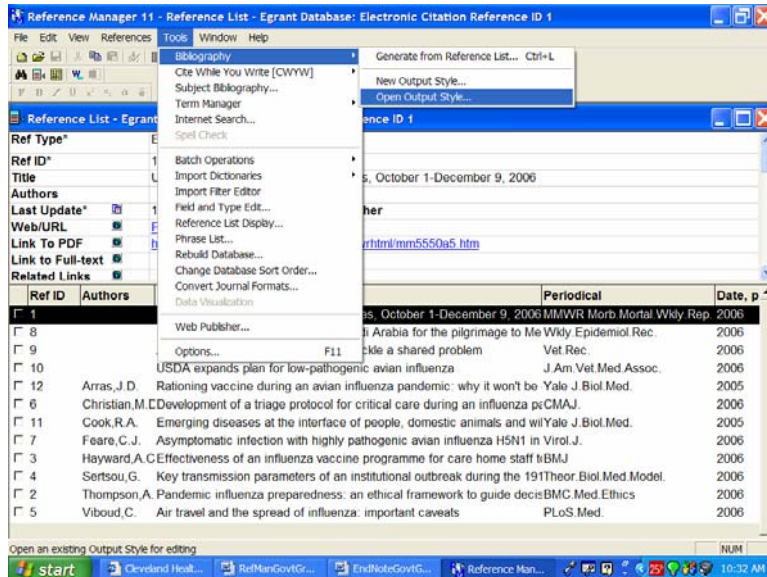 Reference Manager 11 - Reference List - Egrant Database: Electronic Citation Reference ID 1
File Edit View References Tools Window Help
Bibliography
Generate from Reference List... Ctrl+L
Cite While You Write [CWYW]
New Output Style...
Subject Bibliography...
Open Output Style...
Term Manager
Internet Search...
Spell Check
Batch Operations
Import Dictionaries
Import Filter Editor
Field and Type Edit...
Reference List Display...
Phrase List...
Rebuild Database...
Change Database Sort Order...
Convert Journal Formats...
Data Visualization
Web Publisher...
Options... F11
Reference List - Egrant ence ID 1
Ref Type*
Ref ID* 1
Title s, October 1-December 9, 2006
Authors
Last Update* 1 her
Web/URL
Link To PDF rhtml/mm5550a5.htm
Link to Full-text
Related Links
Ref ID Authors Periodical Date, p
1 es, October 1-December 9, 2006 MMWR Morb.Mortal.Wkly.Rep. 2006
8 di Arabia for the pilgrimage to Me Wkly.Epidemiol.Rec. 2006
9 ckle a shared problem Vet.Rec. 2006
10 USDA expands plan for low-pathogenic avian influenza J.Am.Vet.Med.Assoc. 2006
12 Arras,J.D. Rationing vaccine during an avian influenza pandemic: why it won't be Yale J.Biol.Med. 2005
6 Christian,M.D Development of a triage protocol for critical care during an influenza pa CMAJ. 2006
11 Cook,R.A. Emerging diseases at the interface of people, domestic animals and wil Yale J.Biol.Med. 2005
7 Feare,C.J. Asymptomatic infection with highly pathogenic avian influenza H5N1 in Virol.J. 2006
3 Hayward,A.C Effectiveness of an influenza vaccine programme for care home staff t BMJ 2006
4 Sertsou,G. Key transmission parameters of an institutional outbreak during the 191 Theor.Biol.Med.Model. 2006
2 Thompson,A. Pandemic influenza preparedness: an ethical framework to guide decis BMC.Med.Ethics 2006
5 Viboud,C. Air travel and the spread of influenza: important caveats PLoS.Med. 2006
Open an existing Output Style for editing NUM
start Cleveland Healt... RefManGovtGr... EndNoteGovtG... Reference Man... 25° 10:32 AM